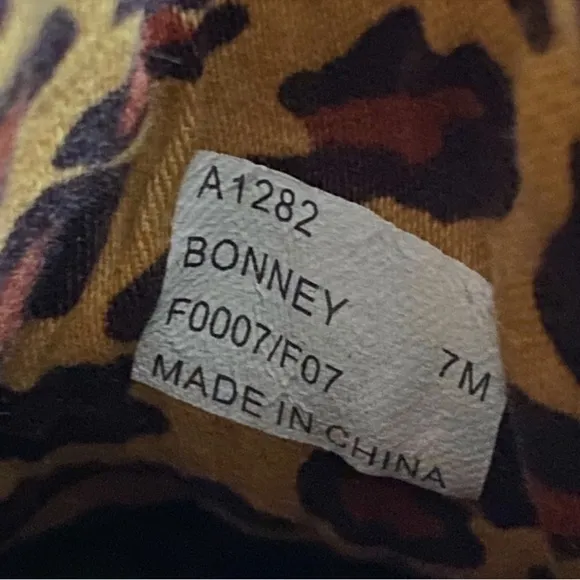 A1282
BONNEY
F0007/F07 7M
MADE IN CHINA